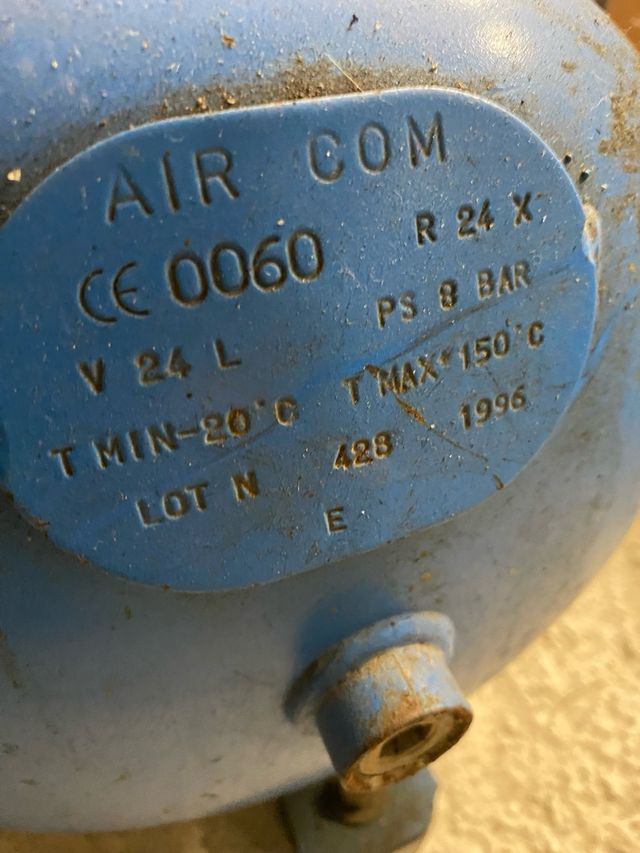 AIR COM
CE 0060 R 24 X
V 24 L PS 8 BAR
T MIN-20°C T MAX+150°C
LOT N 428 1996
E